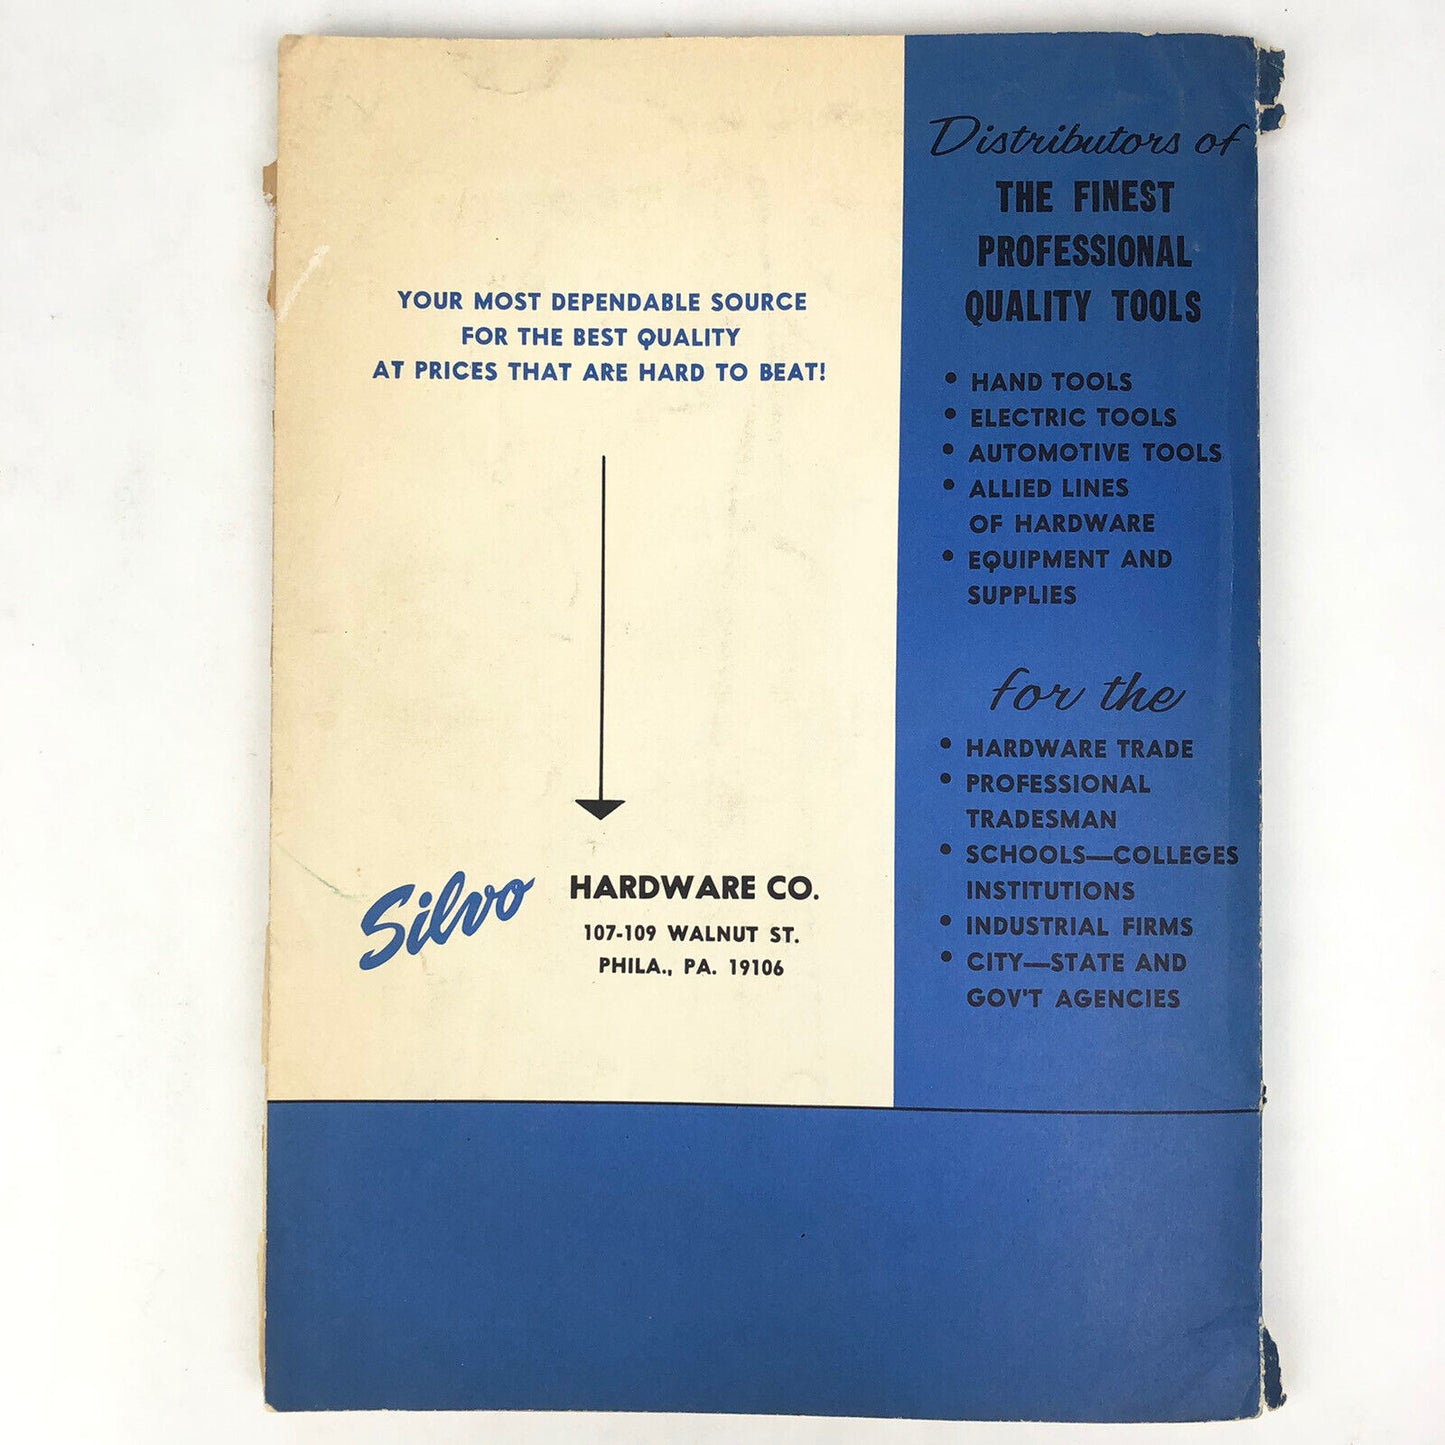 YOUR MOST DEPENDABLE SOURCE
FOR THE BEST QUALITY
AT PRICES THAT ARE HARD TO BEAT!
Silvo HARDWARE CO.
107-109 WALNUT ST.
PHILA., PA. 19106
Distributors of
THE FINEST
PROFESSIONAL
QUALITY TOOLS
• HAND TOOLS
• ELECTRIC TOOLS
• AUTOMOTIVE TOOLS
• ALLIED LINES
OF HARDWARE
• EQUIPMENT AND
SUPPLIES
for the
• HARDWARE TRADE
• PROFESSIONAL
TRADESMAN
• SCHOOLS—COLLEGES
INSTITUTIONS
• INDUSTRIAL FIRMS
• CITY—STATE AND
GOV'T AGENCIES